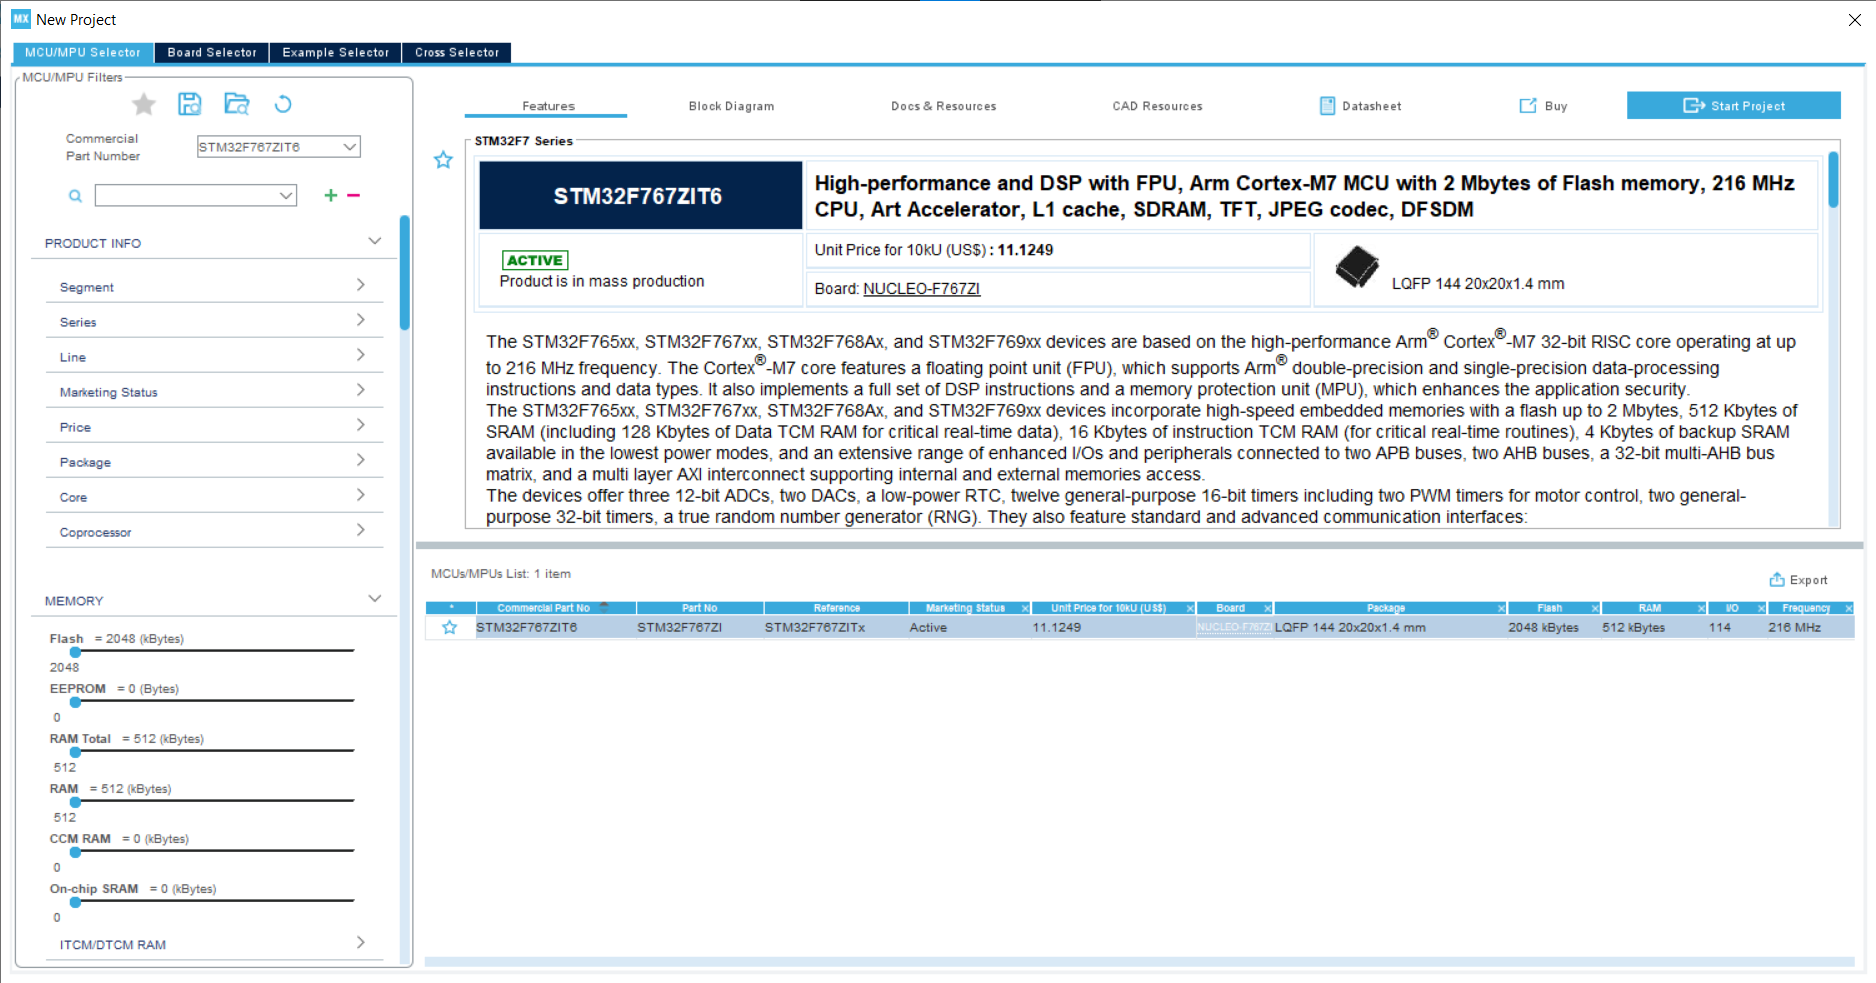 MX New Project
MCU/MPU Selector Board Selector Example Selector Cross Selector
MCU/MPU Filters
Commercial
Part Number
STM32F767ZIT6
PRODUCT INFO
Segment
Series
Line
Marketing Status
Price
Package
Core
Coprocessor
MEMORY
Flash = 2048 (kBytes)
2048
EEPROM = 0 (Bytes)
0
RAM Total = 512 (kBytes)
512
RAM = 512 (kBytes)
512
CCM RAM = 0 (kBytes)
0
On-chip SRAM = 0 (kBytes)
0
ITCM/DTCM RAM
Features Block Diagram Docs & Resources CAD Resources Datasheet Buy Start Project
STM32F7 Series
STM32F767ZIT6
High-performance and DSP with FPU, Arm Cortex-M7 MCU with 2 Mbytes of Flash memory, 216 MHz
CPU, Art Accelerator, L1 cache, SDRAM, TFT, JPEG codec, DFSDM
ACTIVE
Product is in mass production
Unit Price for 10kU (US$) : 11.1249
Board: NUCLEO-F767ZI
LQFP 144 20x20x1.4 mm
The STM32F765xx, STM32F767xx, STM32F768Ax, and STM32F769xx devices are based on the high-performance Arm® Cortex®-M7 32-bit RISC core operating at up
to 216 MHz frequency. The Cortex®-M7 core features a floating point unit (FPU), which supports Arm® double-precision and single-precision data-processing
instructions and data types. It also implements a full set of DSP instructions and a memory protection unit (MPU), which enhances the application security.
The STM32F765xx, STM32F767xx, STM32F768Ax, and STM32F769xx devices incorporate high-speed embedded memories with a flash up to 2 Mbytes, 512 Kbytes of
SRAM (including 128 Kbytes of Data TCM RAM for critical real-time data), 16 Kbytes of instruction TCM RAM (for critical real-time routines), 4 Kbytes of backup SRAM
available in the lowest power modes, and an extensive range of enhanced I/Os and peripherals connected to two APB buses, two AHB buses, a 32-bit multi-AHB bus
matrix, and a multi layer AXI interconnect supporting internal and external memories access.
The devices offer three 12-bit ADCs, two DACs, a low-power RTC, twelve general-purpose 16-bit timers including two PWM timers for motor control, two general-
purpose 32-bit timers, a true random number generator (RNG). They also feature standard and advanced communication interfaces:
MCUs/MPUs List: 1 item
Export
* Commercial Part No Part No Reference Marketing Status Unit Price for 10kU (US$) Board Package Flash RAM I/O Frequency
STM32F767ZIT6 STM32F767ZI STM32F767ZITx Active 11.1249 NUCLEO-F767ZI LQFP 144 20x20x1.4 mm 2048 kBytes 512 kBytes 114 216 MHz